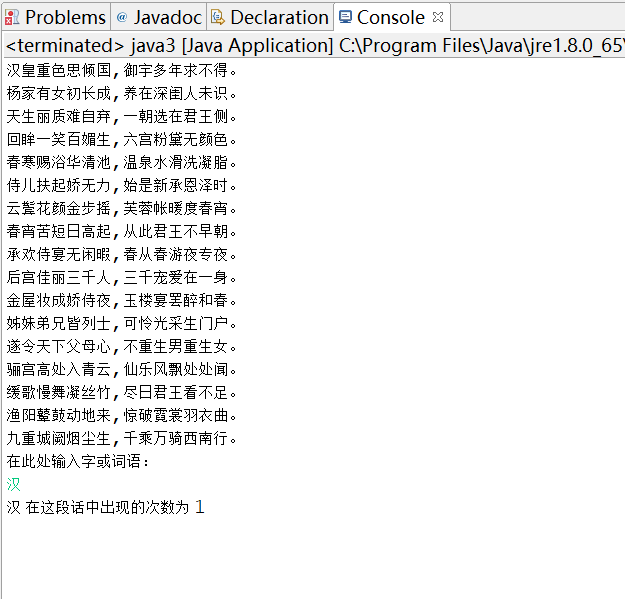 Problems @ Javadoc Declaration Console
<terminated> java3 [Java Application] C:\Program Files\Java\jre1.8.0_65\
汉皇重色思倾国,御宇多年求不得。
杨家有女初长成,养在深闺人未识。
天生丽质难自弃,一朝选在君王侧。
回眸一笑百媚生,六宫粉黛无颜色。
春寒赐浴华清池,温泉水滑洗凝脂。
侍儿扶起娇无力,始是新承恩泽时。
云鬓花颜金步摇,芙蓉帐暖度春宵。
春宵苦短日高起,从此君王不早朝。
承欢侍宴无闲暇,春从春游夜专夜。
后宫佳丽三千人,三千宠爱在一身。
金屋妆成娇侍夜,玉楼宴罢醉和春。
姊妹弟兄皆列士,可怜光采生门户。
遂令天下父母心,不重生男重生女。
骊宫高处入青云,仙乐风飘处处闻。
缓歌慢舞凝丝竹,尽日君王看不足。
渔阳鼙鼓动地来,惊破霓裳羽衣曲。
九重城阙烟尘生,千乘万骑西南行。
在此处输入字或词语：
汉
汉 在这段话中出现的次数为 1